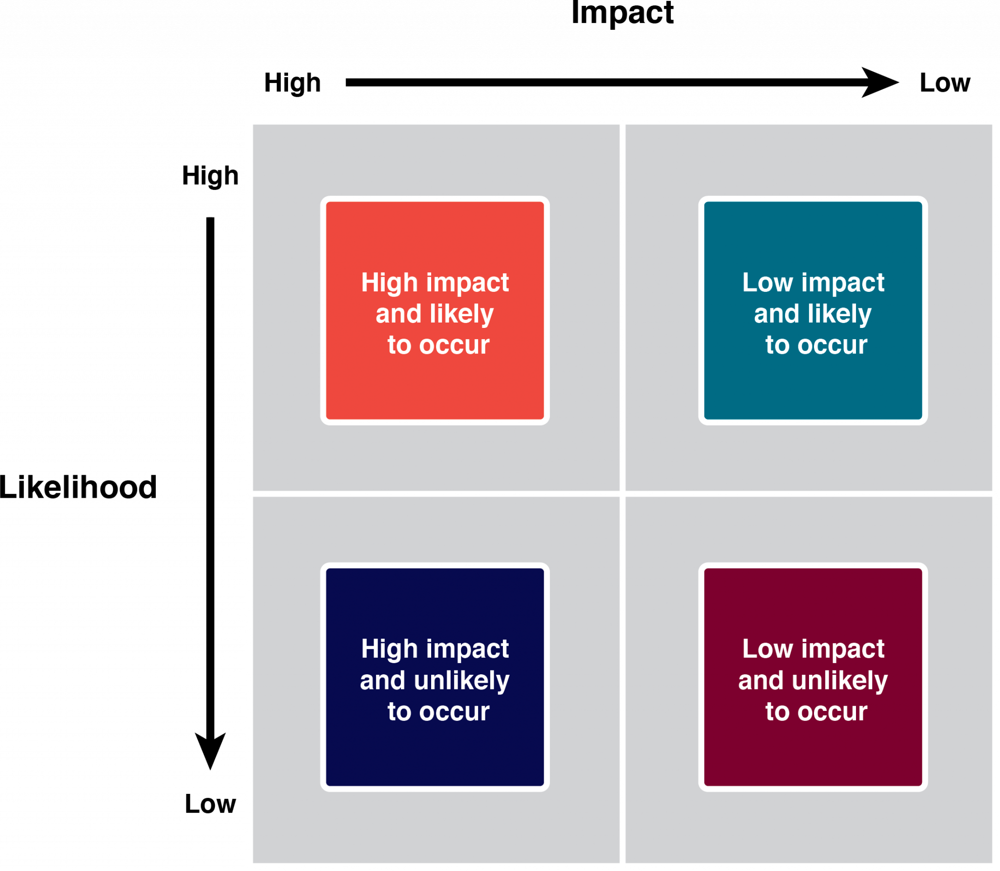 Impact
High
Low
High
High impact
and likely
to occur
Low impact
and likely
to occur
Likelihood
High impact
and unlikely
to occur
Low impact
and unlikely
to occur
Low